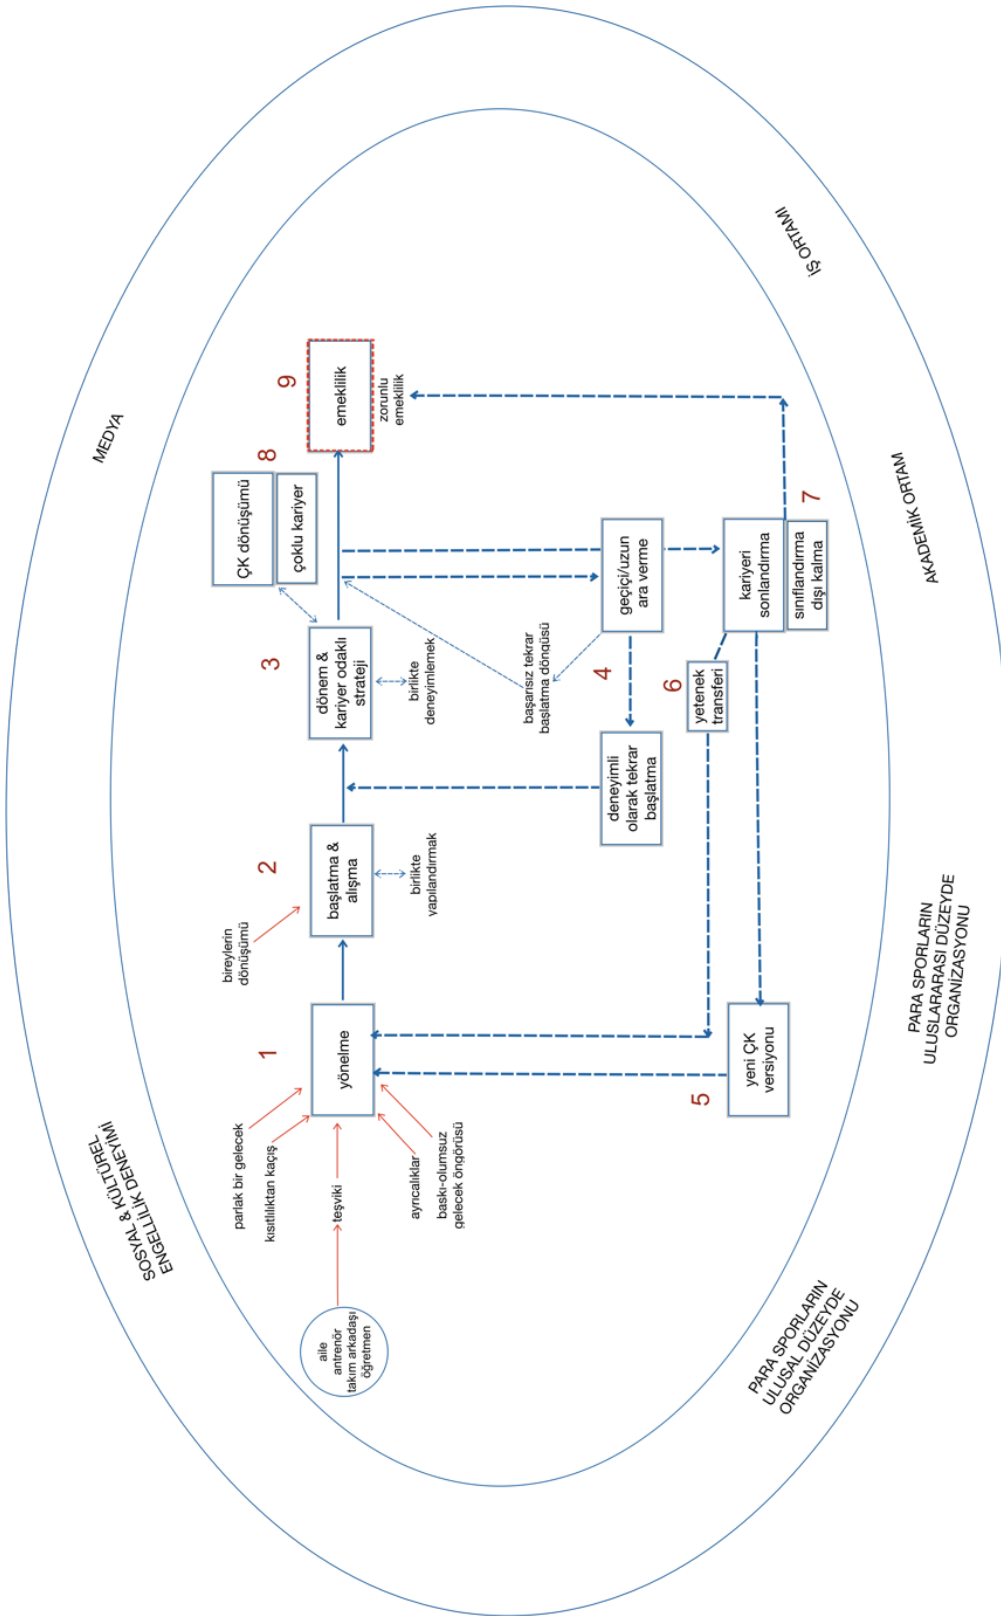 MEDYA
SOSYAL & KÜLTÜREL
ENGELLİLİK DENEYİMİ
İŞ ORTAMI
AKADEMİK ORTAM
PARA SPORLARIN
ULUSLARARASI DÜZEYDE
ORGANİZASYONU
PARA SPORLARIN
ULUSAL DÜZEYDE
ORGANİZASYONU
aile
antrenör
takım arkadaşı
öğretmen
parlak bir gelecek
kısıtlılıktan kaçış
teşviki
ayrıcalıklar
baskı-olumsuz
gelecek öngörüsü
1
yönelme
bireylerin
dönüşümü
2
başlatma &
alışma
birlikte
yapılandırmak
3
dönem &
kariyer odaklı
strateji
birlikte
deneyimlemek
ÇK dönüşümü
çoklu kariyer
8
9
emeklilik
zorunlu
emeklilik
başarısız tekrar
başlatma döngüsü
4
deneyimli
olarak tekrar
başlatma
geçiçi/uzun
ara verme
5
yeni ÇK
versiyonu
6
yetenek
transferi
kariyeri
sonlandırma
sınıflandırma
dışı kalma
7